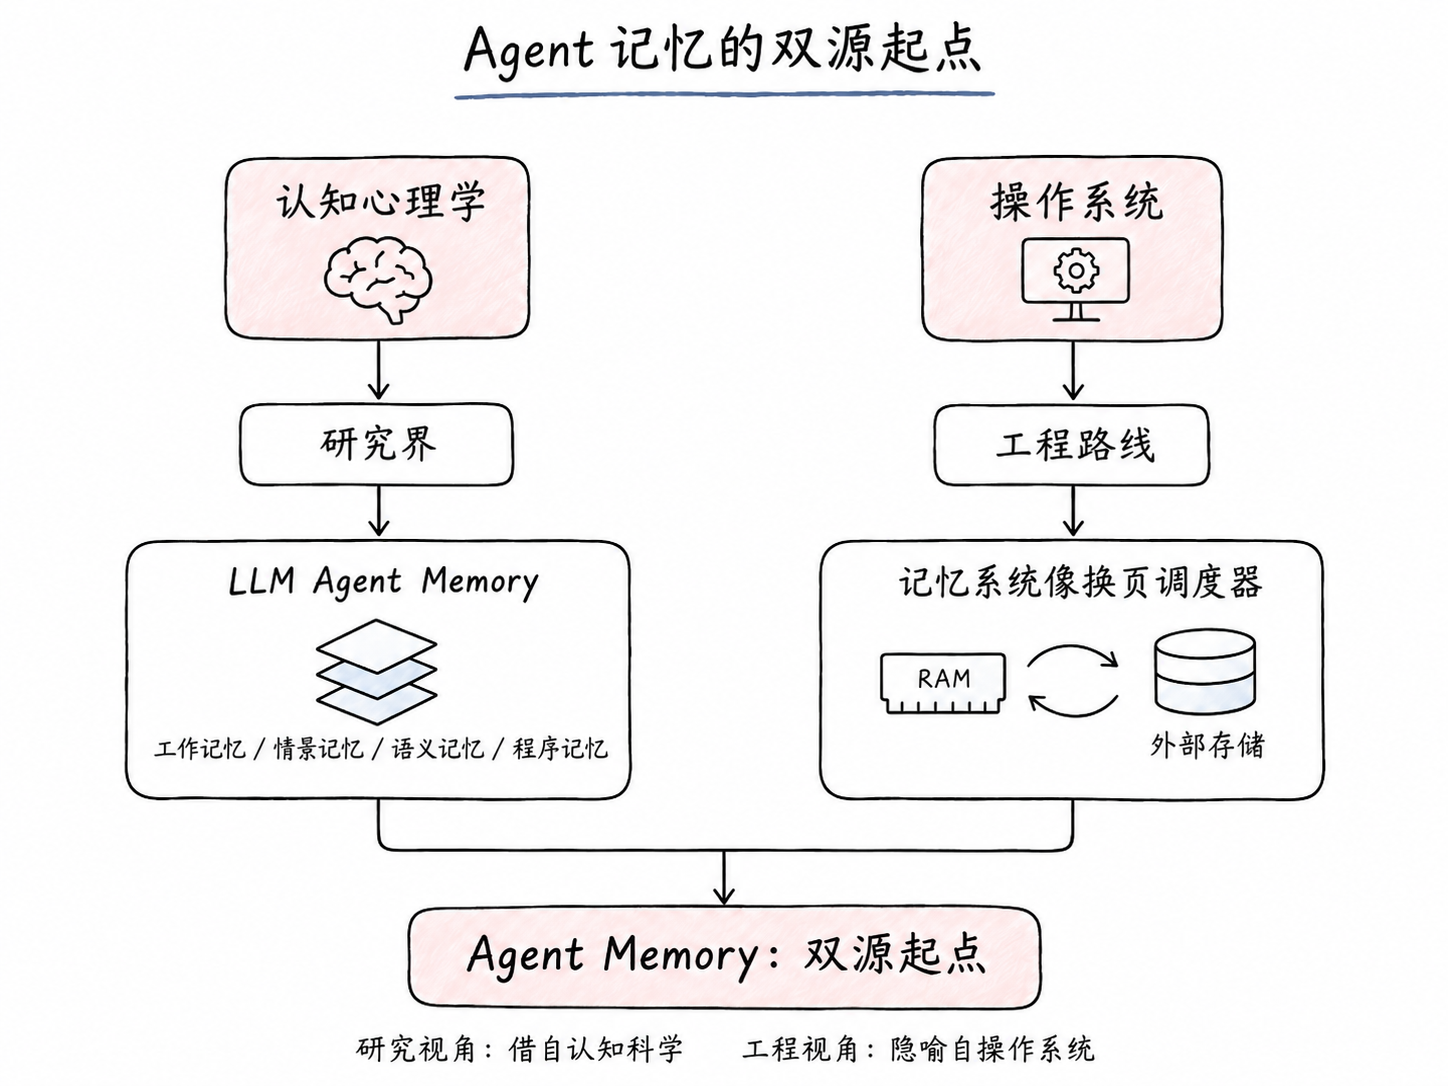 Agent 记忆的双源起点
认知心理学
操作系统
研究界
工程路线
LLM Agent Memory
工作记忆 / 情景记忆 / 语义记忆 / 程序记忆
记忆系统像换页调度器
RAM
外部存储
Agent Memory：双源起点
研究视角：借自认知科学
工程视角：隐喻自操作系统